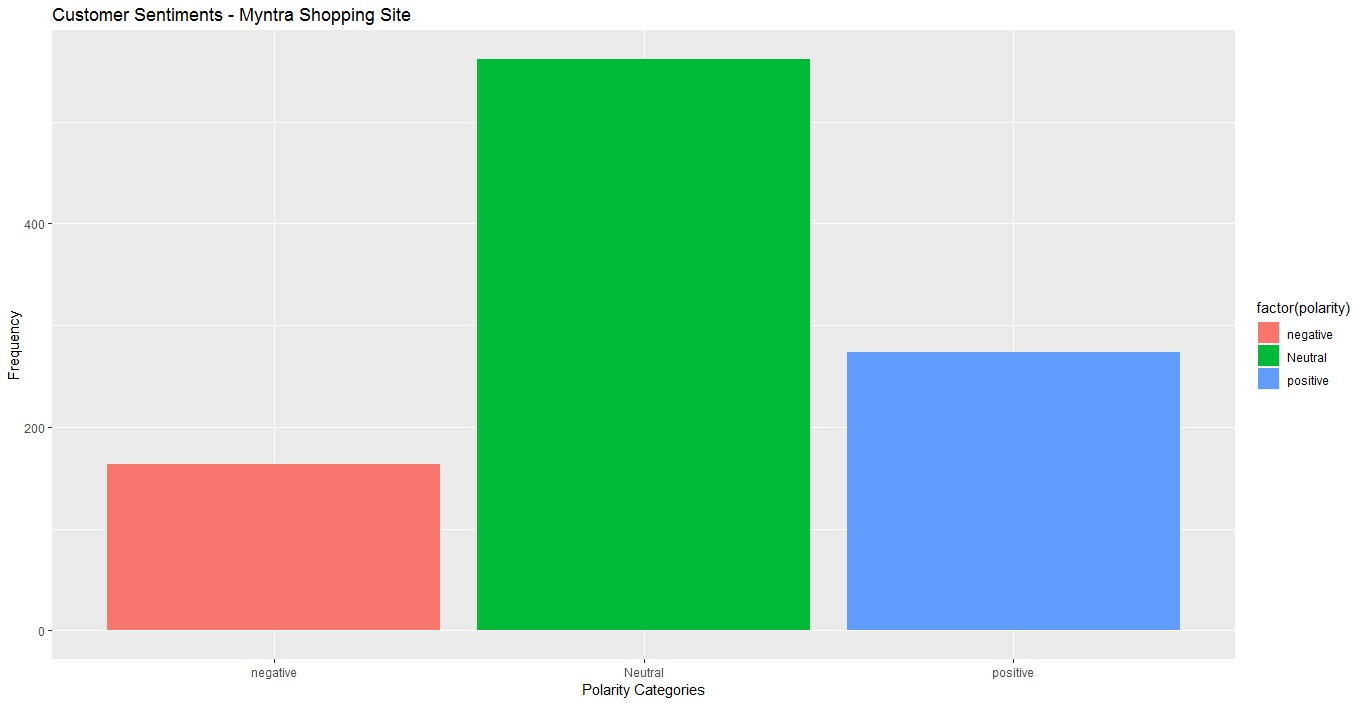 Customer Sentiments - Myntra Shopping Site
Frequency
400
200
0
negative
Neutral
positive
Polarity Categories
factor(polarity)
negative
Neutral
positive